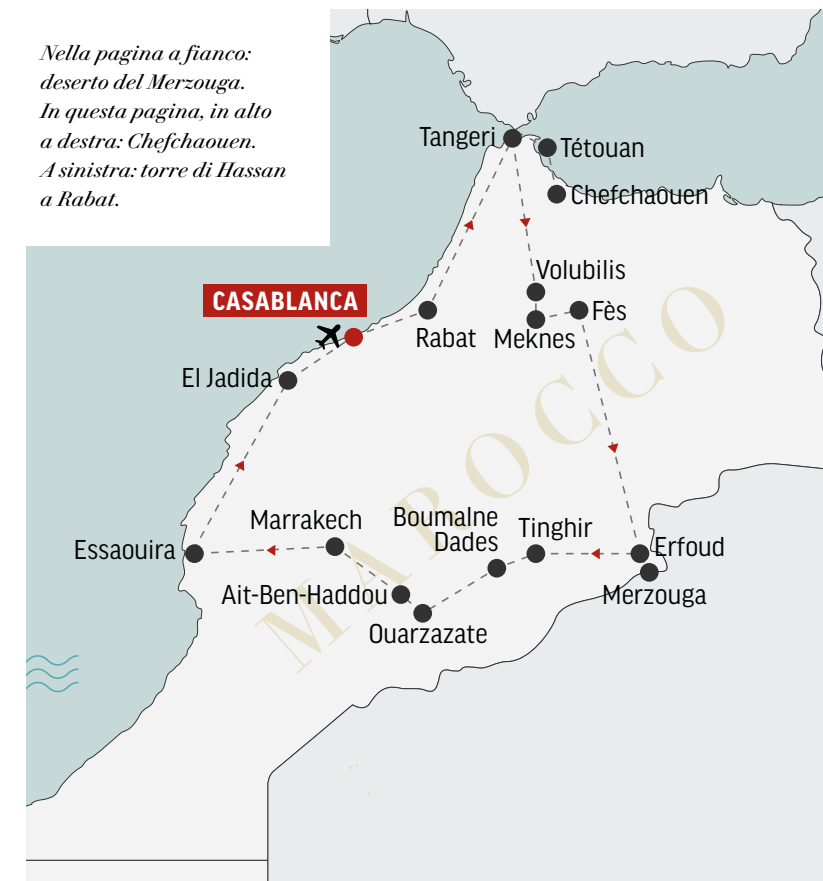 Nella pagina a fianco:
deserto del Merzouga.
In questa pagina, in alto
a destra: Chefchaouen.
A sinistra: torre di Hassan
a Rabat.
Tangeri
Tétouan
Chefchaouen
Volubilis
CASABLANCA
Rabat
Meknes
Fès
El Jadida
MAROCCO
Marrakech
Boumalne
Dades
Tinghir
Essaouira
Erfoud
Ait-Ben-Haddou
Merzouga
Ouarzazate